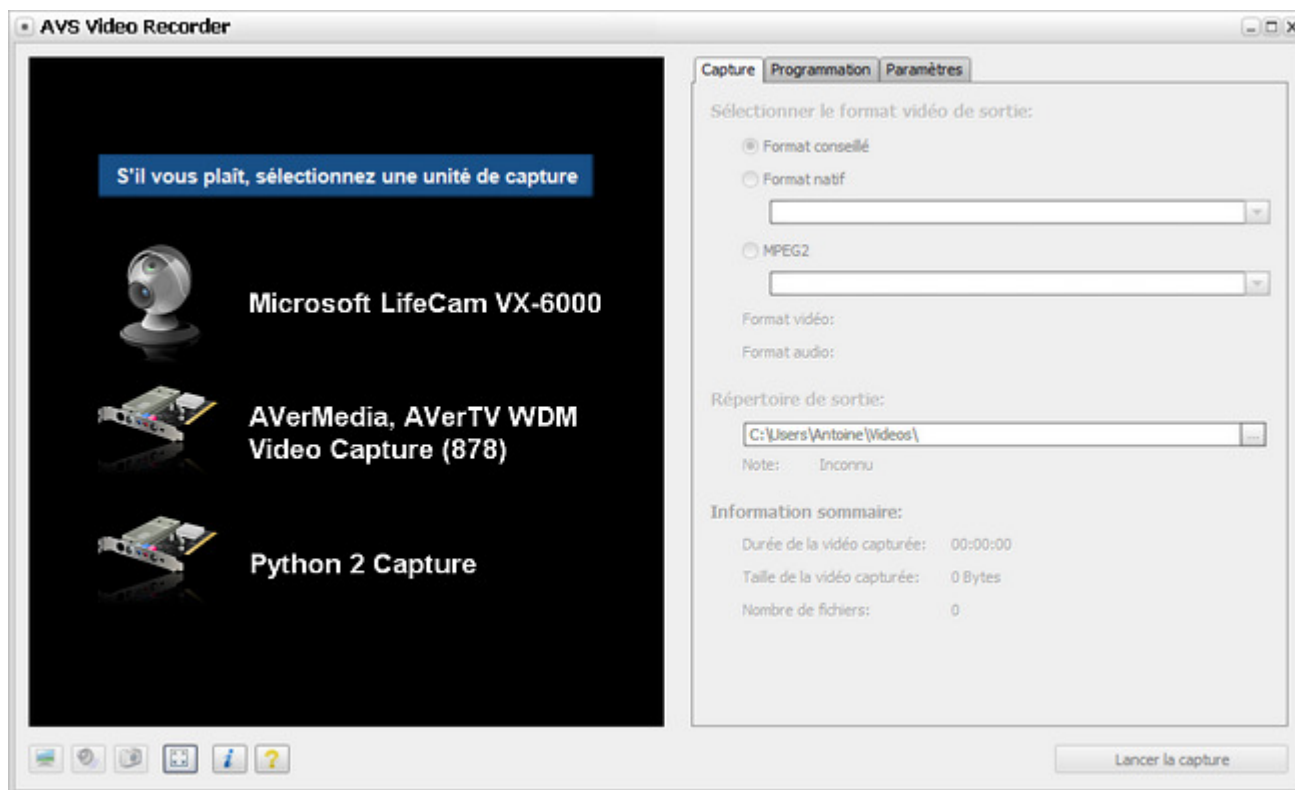 AVS Video Recorder
S'il vous plaît, sélectionnez une unité de capture
Microsoft LifeCam VX-6000
AVerMedia, AVerTV WDM
Video Capture (878)
Python 2 Capture
Capture Programmation Paramètres
Sélectionner le format vidéo de sortie:
Format conseillé
Format natif
MPEG2
Format vidéo:
Format audio:
Répertoire de sortie:
C:\Users\Antoine\Videos\ ...
Note: Inconnu
Information sommaire:
Durée de la vidéo capturée: 00:00:00
Taille de la vidéo capturée: 0 Bytes
Nombre de fichiers: 0
Lancer la capture